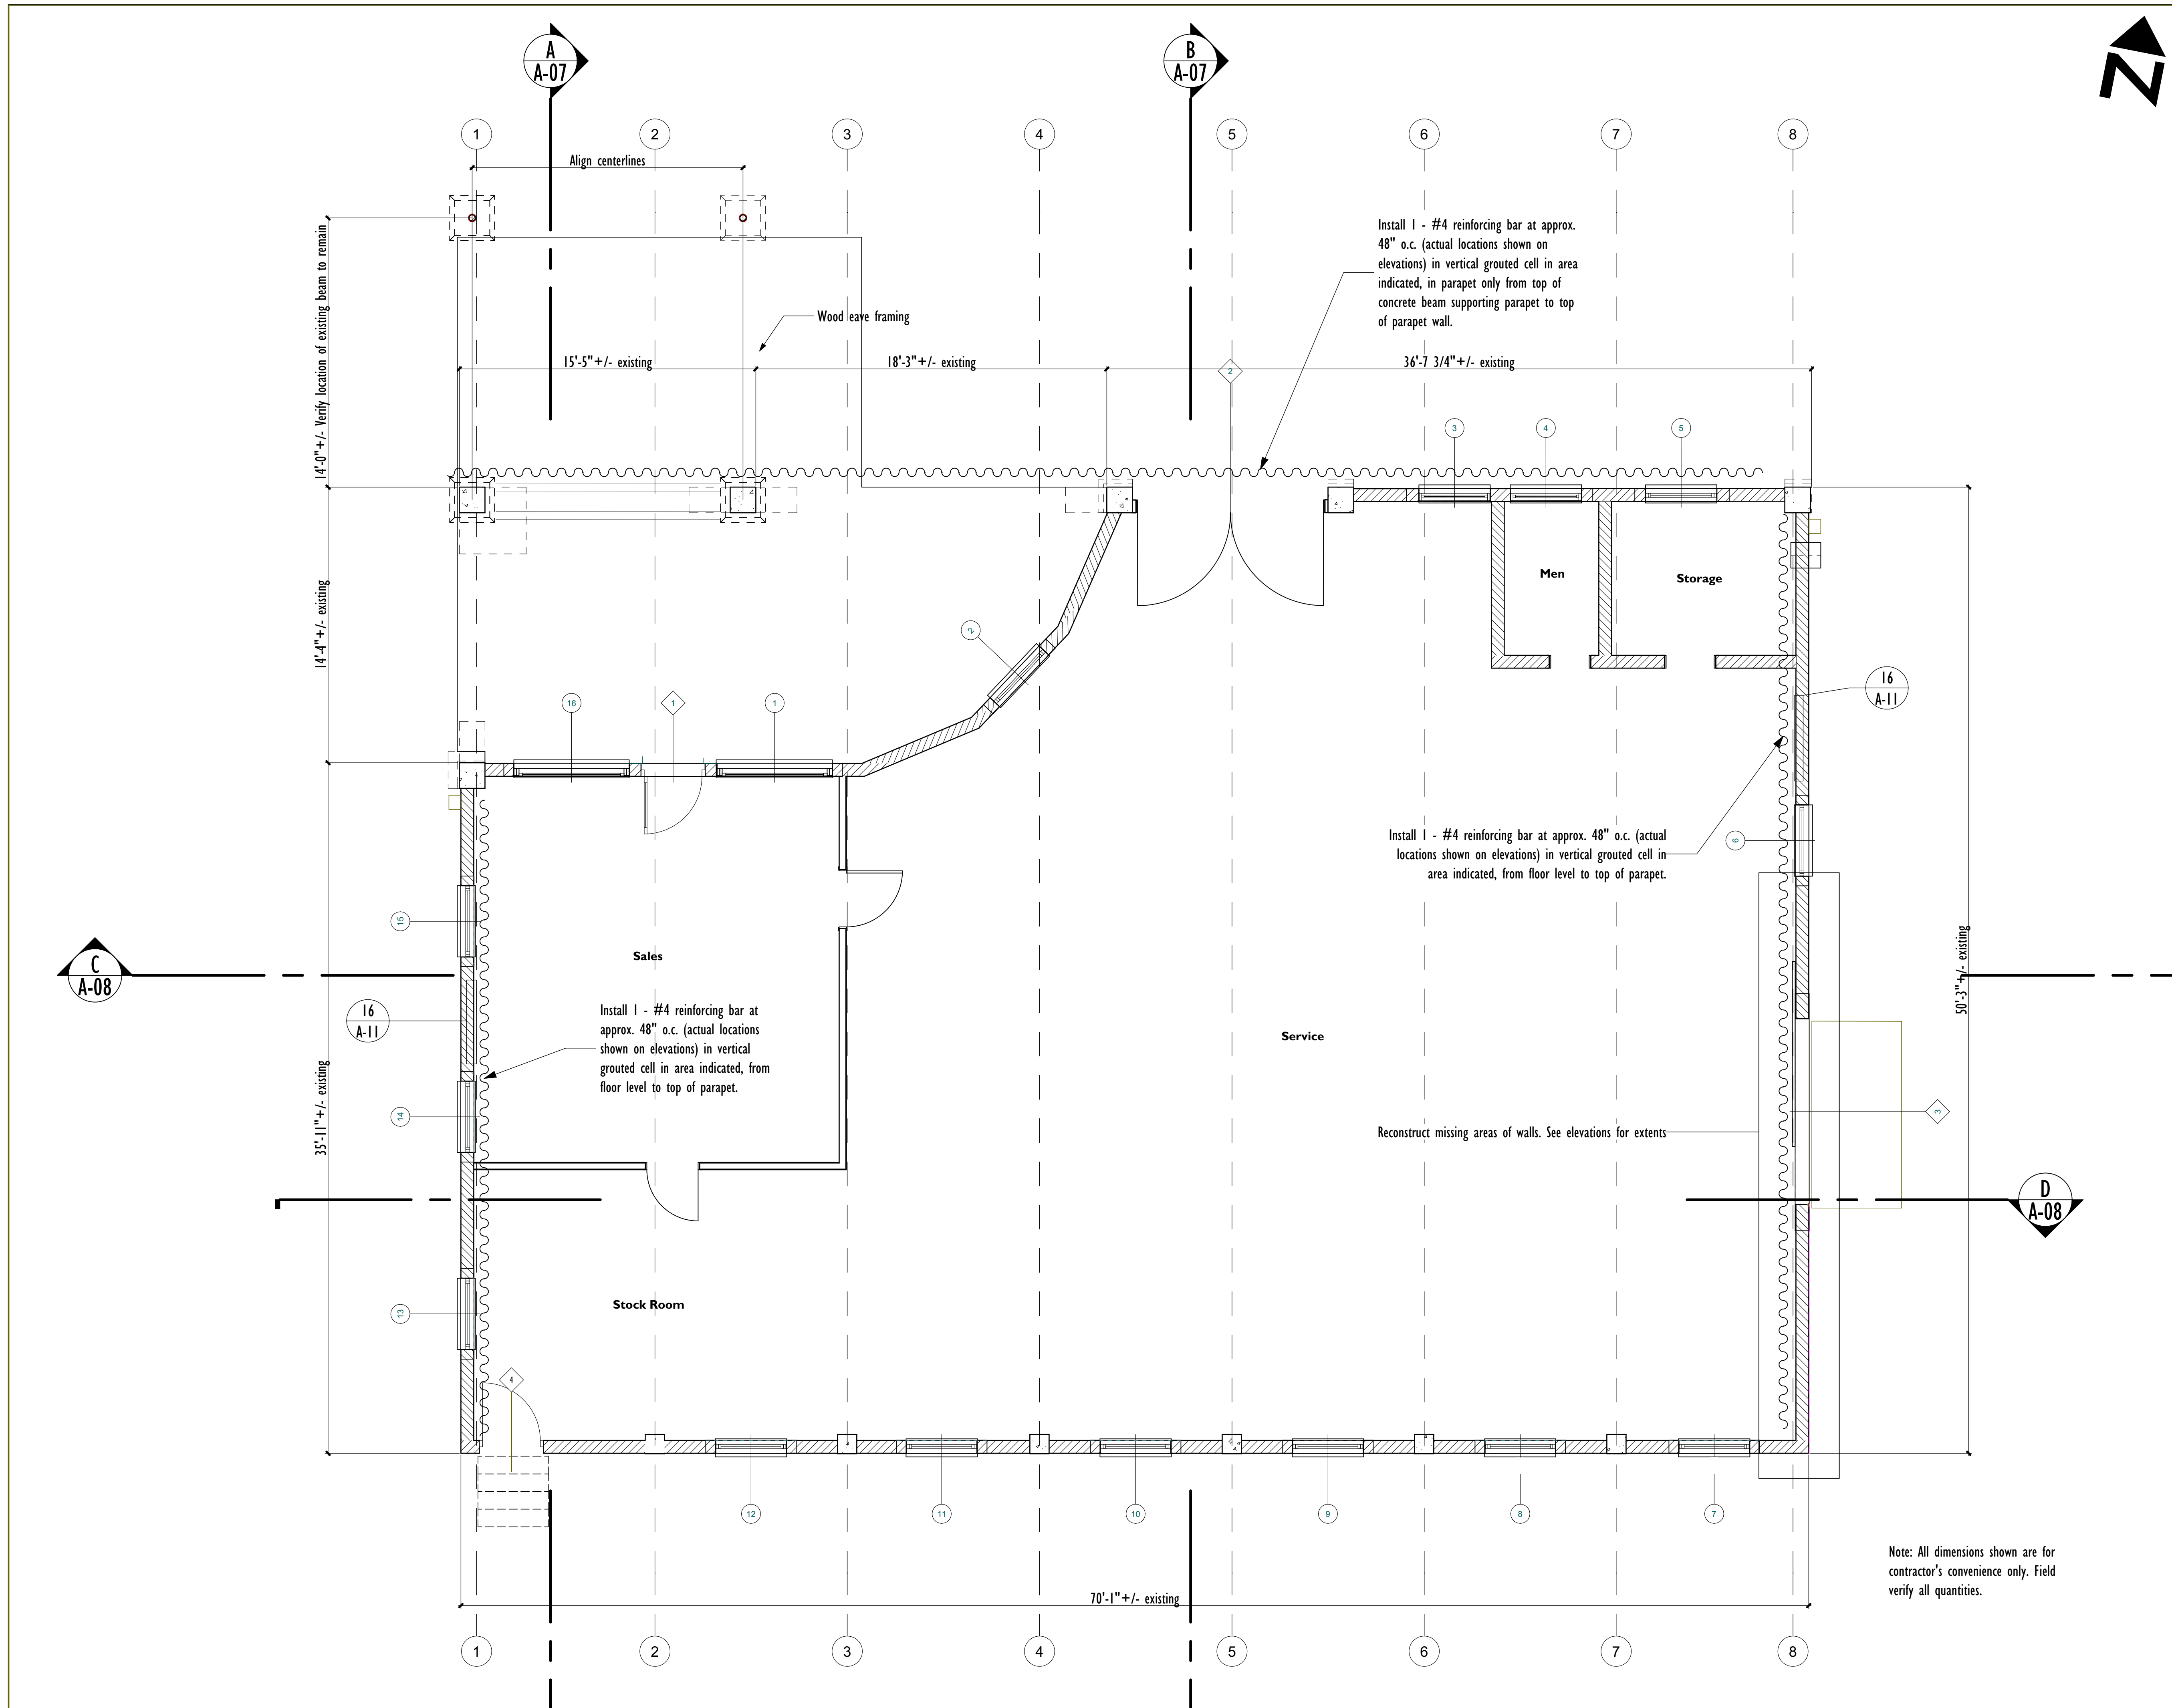 A
A-07
B
A-07
N
1
2
3
4
5
6
7
8
Align centerlines
14'-0"+/- Verify location of existing beam to remain
Install 1 - #4 reinforcing bar at approx.
48" o.c. (actual locations shown on
elevations) in vertical grouted cell in area
indicated, in parapet only from top of
concrete beam supporting parapet to top
of parapet wall.
Wood eave framing
15'-5"+/- existing
18'-3"+/- existing
36'-7 3/4"+/- existing
2
3
4
5
Men
Storage
14'-4"+/- existing
2
16
1
1
16
A-11
Install 1 - #4 reinforcing bar at approx. 48" o.c. (actual
locations shown on elevations) in vertical grouted cell in
area indicated, from floor level to top of parapet.
6
15
Sales
C
A-08
50'-3"+/- existing
16
A-11
Install 1 - #4 reinforcing bar at
approx. 48" o.c. (actual locations
shown on elevations) in vertical
grouted cell in area indicated, from
floor level to top of parapet.
Service
35'-11"+/- existing
14
3
Reconstruct missing areas of walls. See elevations for extents
D
A-08
Stock Room
13
4
12
11
10
9
8
7
Note: All dimensions shown are for
contractor's convenience only. Field
verify all quantities.
70'-1"+/- existing
1
2
3
4
5
6
7
8